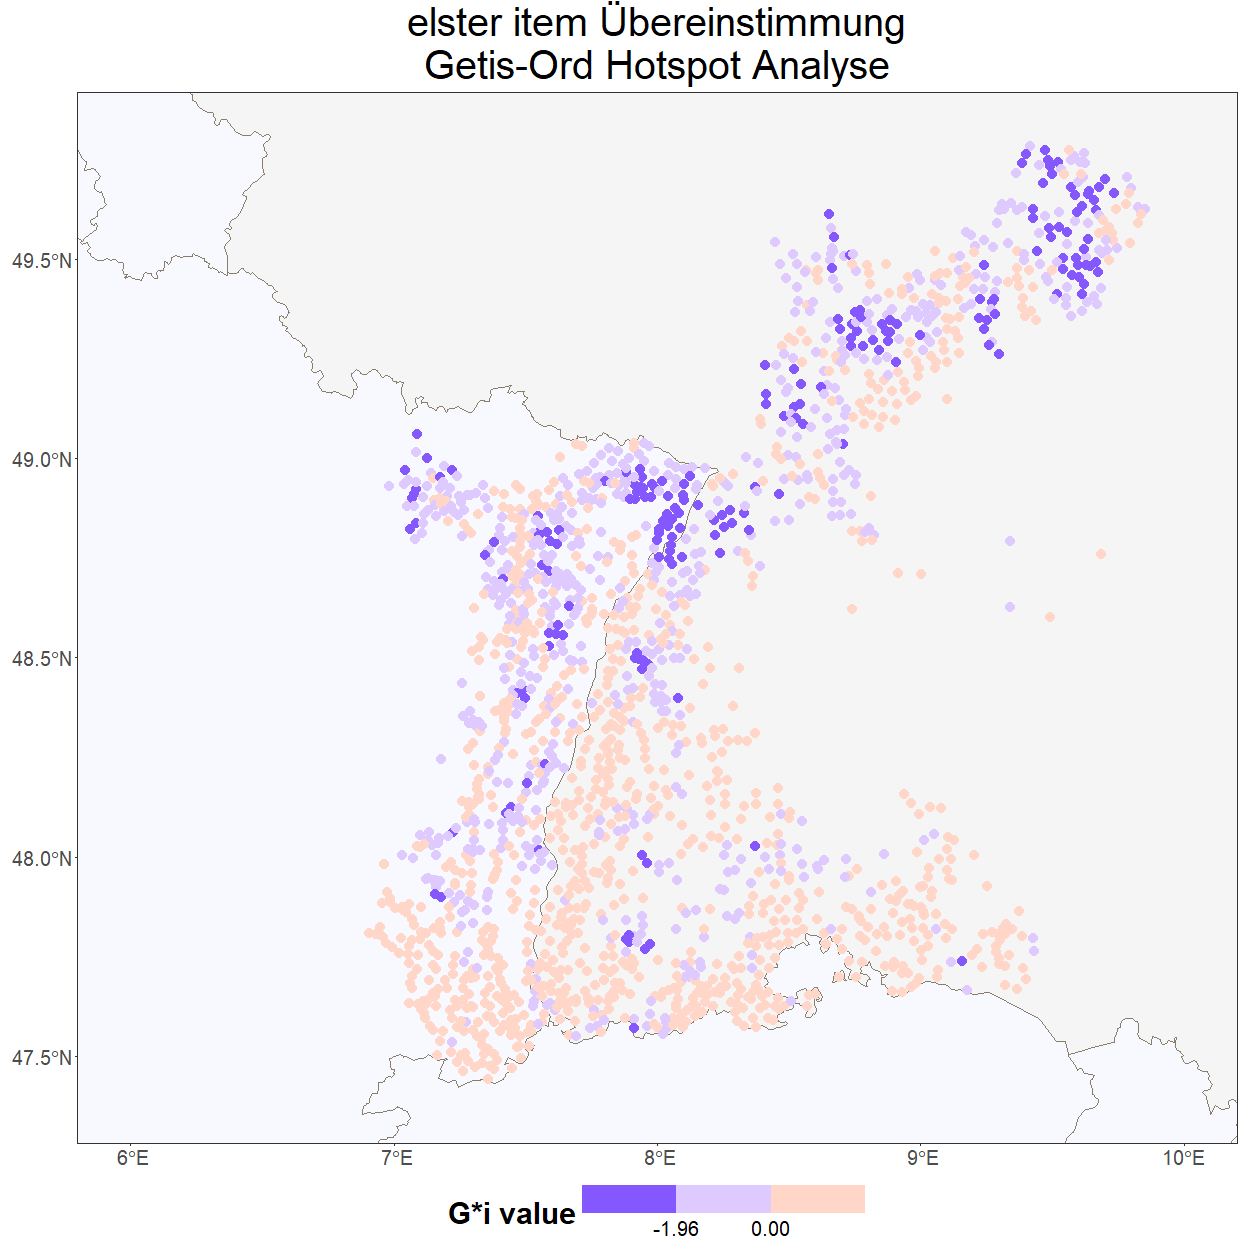 elster item Übereinstimmung
Getis-Ord Hotspot Analyse
49.5°N
49.0°N
48.5°N
48.0°N
47.5°N
6°E 7°E 8°E 9°E 10°E
G*i value
-1.96 0.00